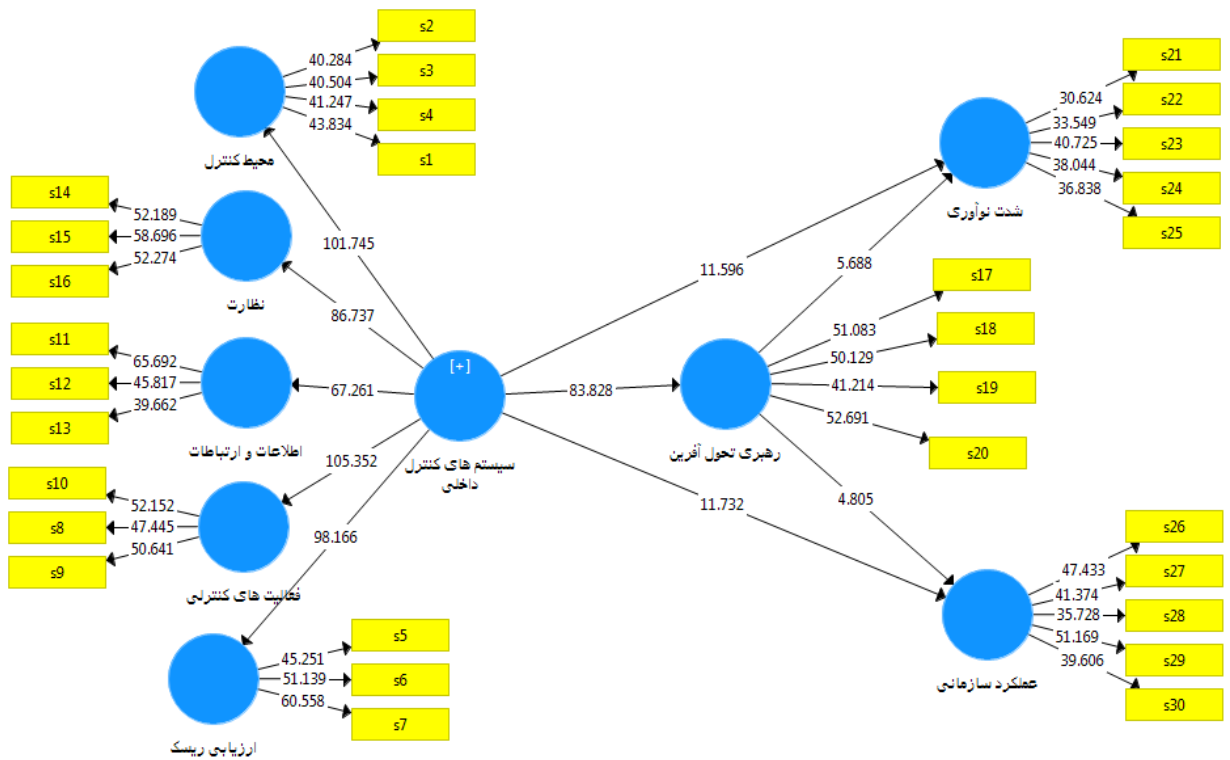 s2
s3
s4
s1
40.284
40.504
41.247
43.834
محیط کنترل
s14
s15
s16
52.189
58.696
52.274
نظارت
s11
s12
s13
65.692
45.817
39.662
اطلاعات و ارتباطات
s10
s8
s9
52.152
47.445
50.641
فعالیت های کنترلی
s5
s6
s7
45.251
51.139
60.558
ارزیابی ریسک
101.745
86.737
67.261
105.352
98.166
[+]
سیستم های کنترل
داخلی
83.828
11.596
11.732
5.688
4.805
رهبری تحول آفرین
s17
s18
s19
s20
51.083
50.129
41.214
52.691
s21
s22
s23
s24
s25
30.624
33.549
40.725
38.044
36.838
شدت نوآوری
s26
s27
s28
s29
s30
47.433
41.374
35.728
51.169
39.606
عملکرد سازمانی